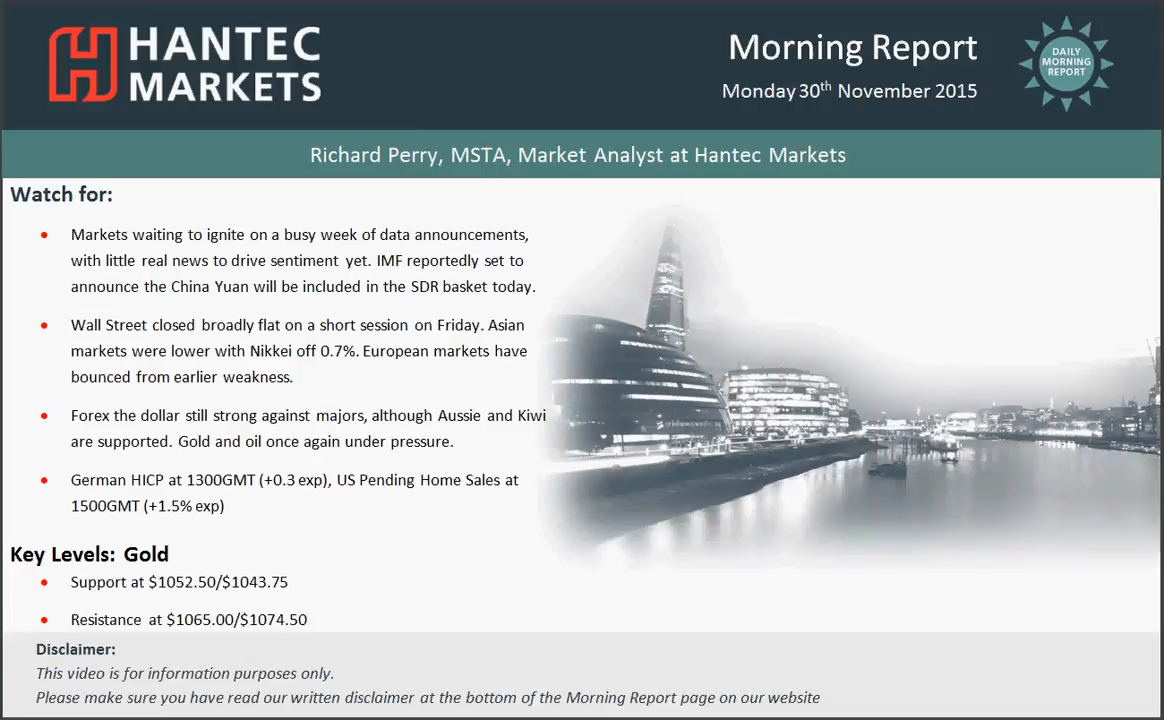 HANTEC
MARKETS
Morning Report
Monday 30th November 2015
DAILY
MORNING
REPORT
Richard Perry, MSTA, Market Analyst at Hantec Markets
Watch for:
Markets waiting to ignite on a busy week of data announcements,
with little real news to drive sentiment yet. IMF reportedly set to
announce the China Yuan will be included in the SDR basket today.
Wall Street closed broadly flat on a short session on Friday. Asian
markets were lower with Nikkei off 0.7%. European markets have
bounced from earlier weakness.
Forex the dollar still strong against majors, although Aussie and Kiwi
are supported. Gold and oil once again under pressure.
German HICP at 1300GMT (+0.3 exp), US Pending Home Sales at
1500GMT (+1.5% exp)
Key Levels: Gold
Support at $1052.50/$1043.75
Resistance at $1065.00/$1074.50
Disclaimer:
This video is for information purposes only.
Please make sure you have read our written disclaimer at the bottom of the Morning Report page on our website